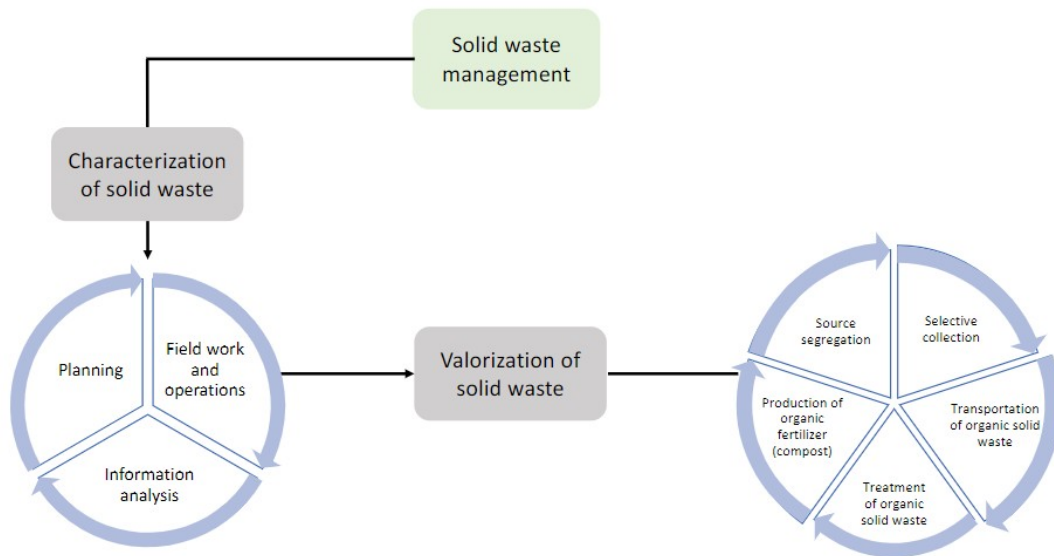 Solid waste
management
Characterization
of solid waste
Planning
Field work
and
operations
Information
analysis
Valorization of
solid waste
Source
segregation
Selective
collection
Transportation
of organic solid
waste
Treatment
of organic
solid waste
Production of
organic
fertilizer
(compost)